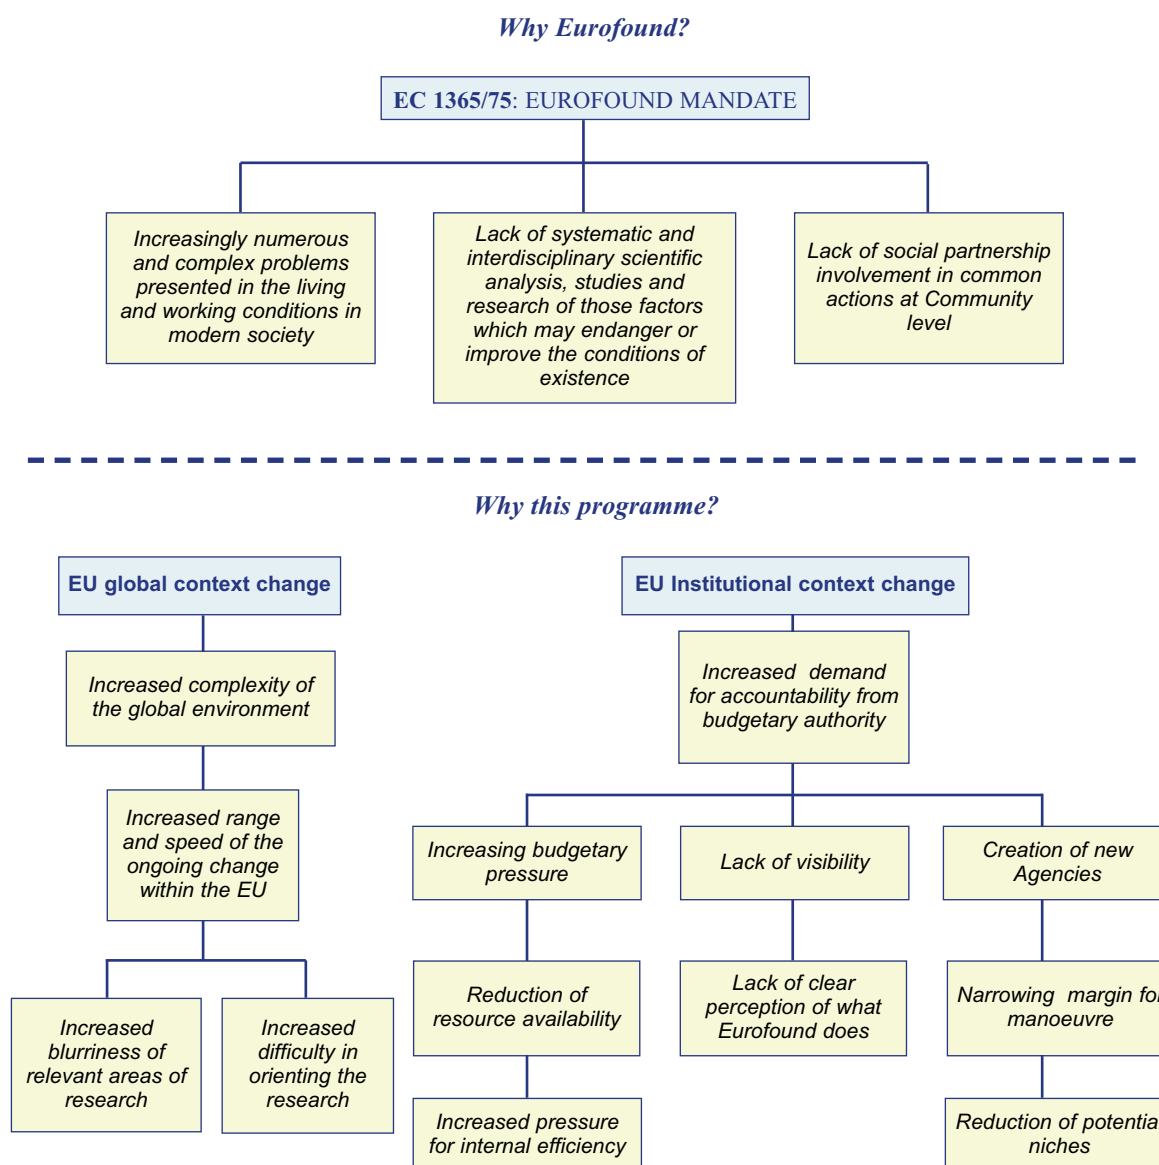 Why Eurofound?
EC 1365/75: EUROFOUND MANDATE
Increasingly numerous
and complex problems
presented in the living
and working conditions in
modern society
Lack of systematic and
interdisciplinary scientific
analysis, studies and
research of those factors
which may endanger or
improve the conditions of
existence
Lack of social partnership
involvement in common
actions at Community
level
Why this programme?
EU global context change
Increased complexity of
the global environment
Increased range
and speed of the
ongoing change
within the EU
Increased
blurriness of
relevant areas of
research
Increased
difficulty in
orienting the
research
EU Institutional context change
Increased demand
for accountability from
budgetary authority
Increasing budgetary
pressure
Reduction of
resource availability
Increased pressure
for internal efficiency
Lack of visibility
Lack of clear
perception of what
Eurofound does
Creation of new
Agencies
Narrowing margin for
manoeuvre
Reduction of potential
niches